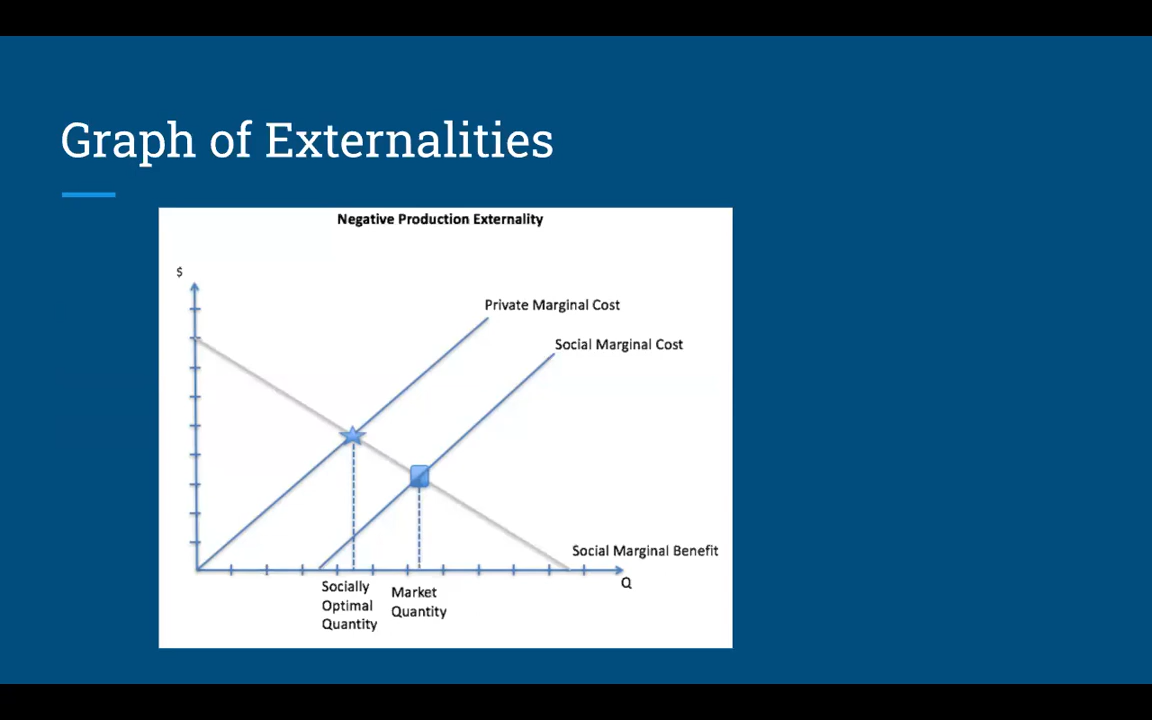 Graph of Externalities
Negative Production Externality
$
Private Marginal Cost
Social Marginal Cost
Social Marginal Benefit
Q
Socially
Optimal
Quantity
Market
Quantity